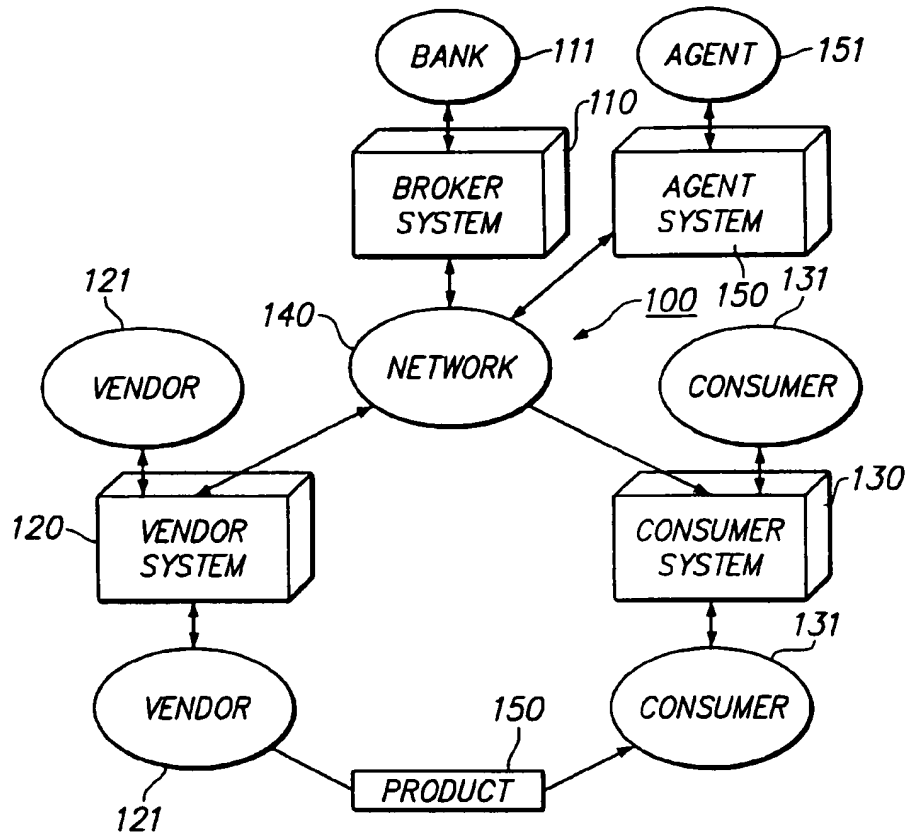 BANK
111
AGENT
151
110
BROKER
SYSTEM
AGENT
SYSTEM
150
121
140
100
131
VENDOR
NETWORK
CONSUMER
120
VENDOR
SYSTEM
CONSUMER
SYSTEM
130
131
VENDOR
CONSUMER
150
PRODUCT
121